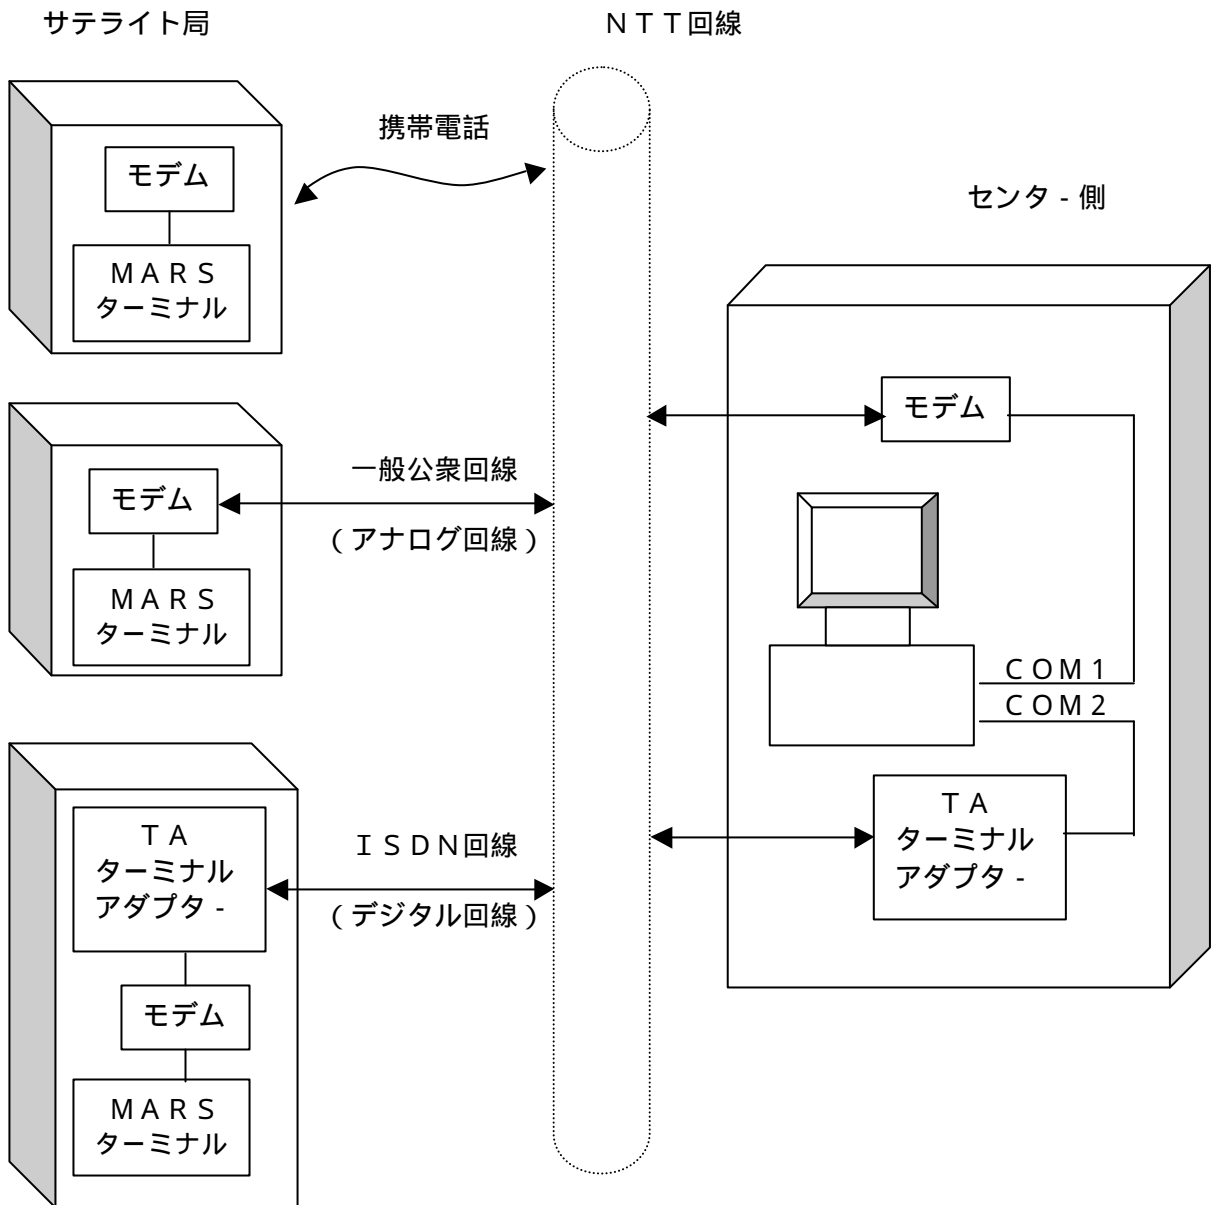 サテライト局
ＮＴＴ回線
携帯電話
モデム
ＭＡＲＳ
ターミナル
センタ - 側
モデム
一般公衆回線
（アナログ回線）
モデム
ＭＡＲＳ
ターミナル
ＣＯＭ１
ＣＯＭ２
ＴＡ
ターミナル
アダプタ -
ＩＳＤＮ回線
（デジタル回線）
ＴＡ
ターミナル
アダプタ -
モデム
ＭＡＲＳ
ターミナル